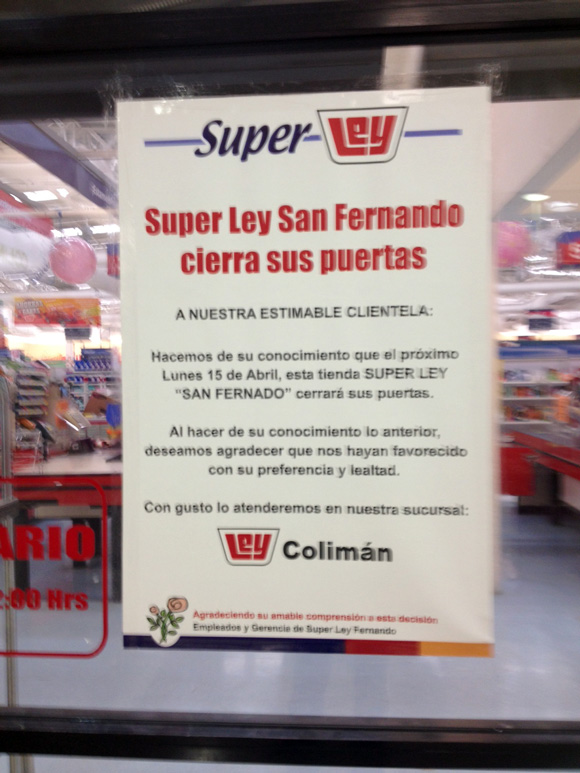 Super Ley
Super Ley San Fernando
cierra sus puertas
A NUESTRA ESTIMABLE CLIENTELA:
Hacemos de su conocimiento que el próximo
Lunes 15 de Abril, esta tienda SUPER LEY
“SAN FERNADO” cerrará sus puertas.
Al hacer de su conocimiento lo anterior,
deseamos agradecer que nos hayan favorecido
con su preferencia y lealtad.
Con gusto lo atenderemos en nuestra sucursal:
Ley Colimán
Agradeciendo su amable comprensión a esta decisión
Empleados y Gerencia de Super Ley Fernando
ARIO
2:00 Hrs